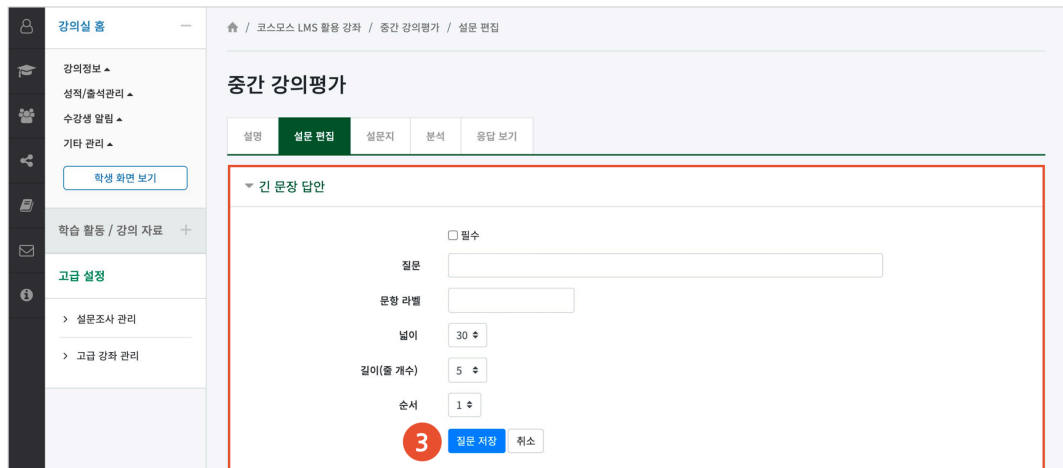 강의실 홈
강의정보
성적/출석관리
수강생 알림
기타 관리
학생 화면 보기
학습 활동 / 강의 자료
고급 설정
> 설문조사 관리
> 고급 강좌 관리
/ 코스모스 LMS 활용 강좌 / 중간 강의평가 / 설문 편집
중간 강의평가
설명 설문 편집 설문지 분석 응답 보기
긴 문장 답안
필수
질문
문항 라벨
넓이 30
길이(줄 개수) 5
순서 1
3 질문 저장 취소